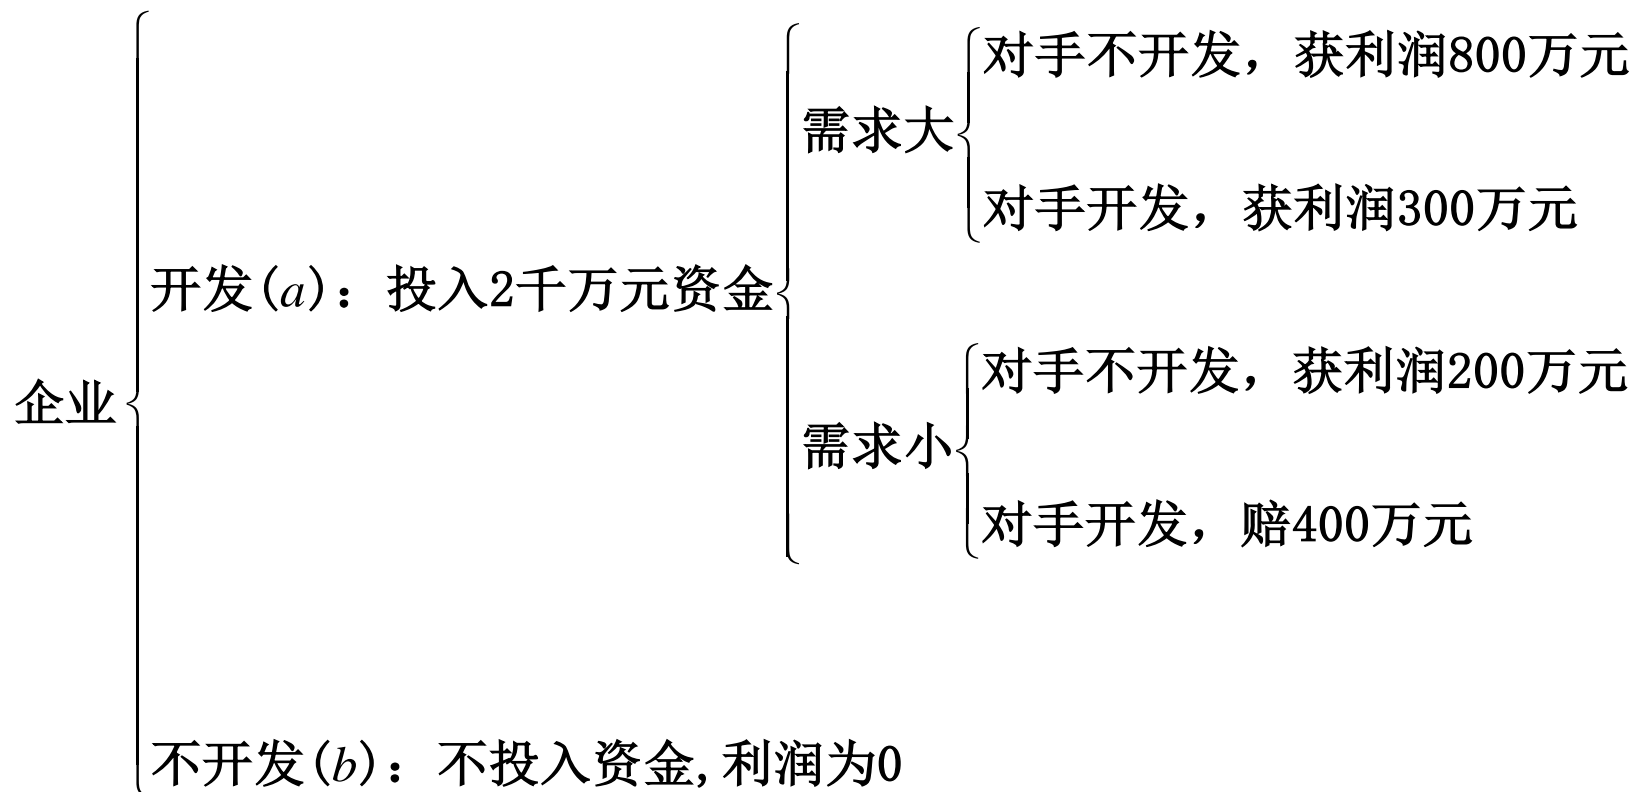 对手不开发，获利润800万元
需求大
对手开发，获利润300万元
开发(a)：投入2千万元资金
对手不开发，获利润200万元
企业
需求小
对手开发，赔400万元
不开发(b)：不投入资金,利润为0